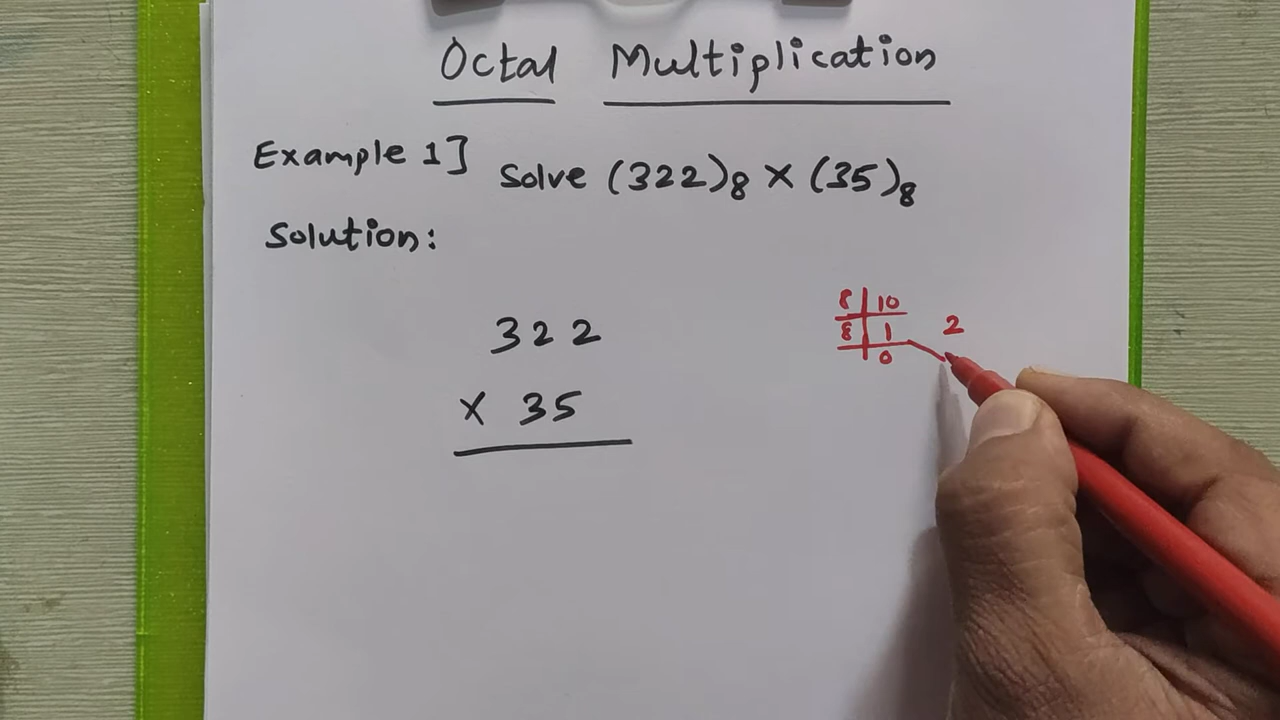 Octal Multiplication
Example 1] Solve (322)8 × (35)8
Solution:
322
× 35
8 10
8 1 2
0